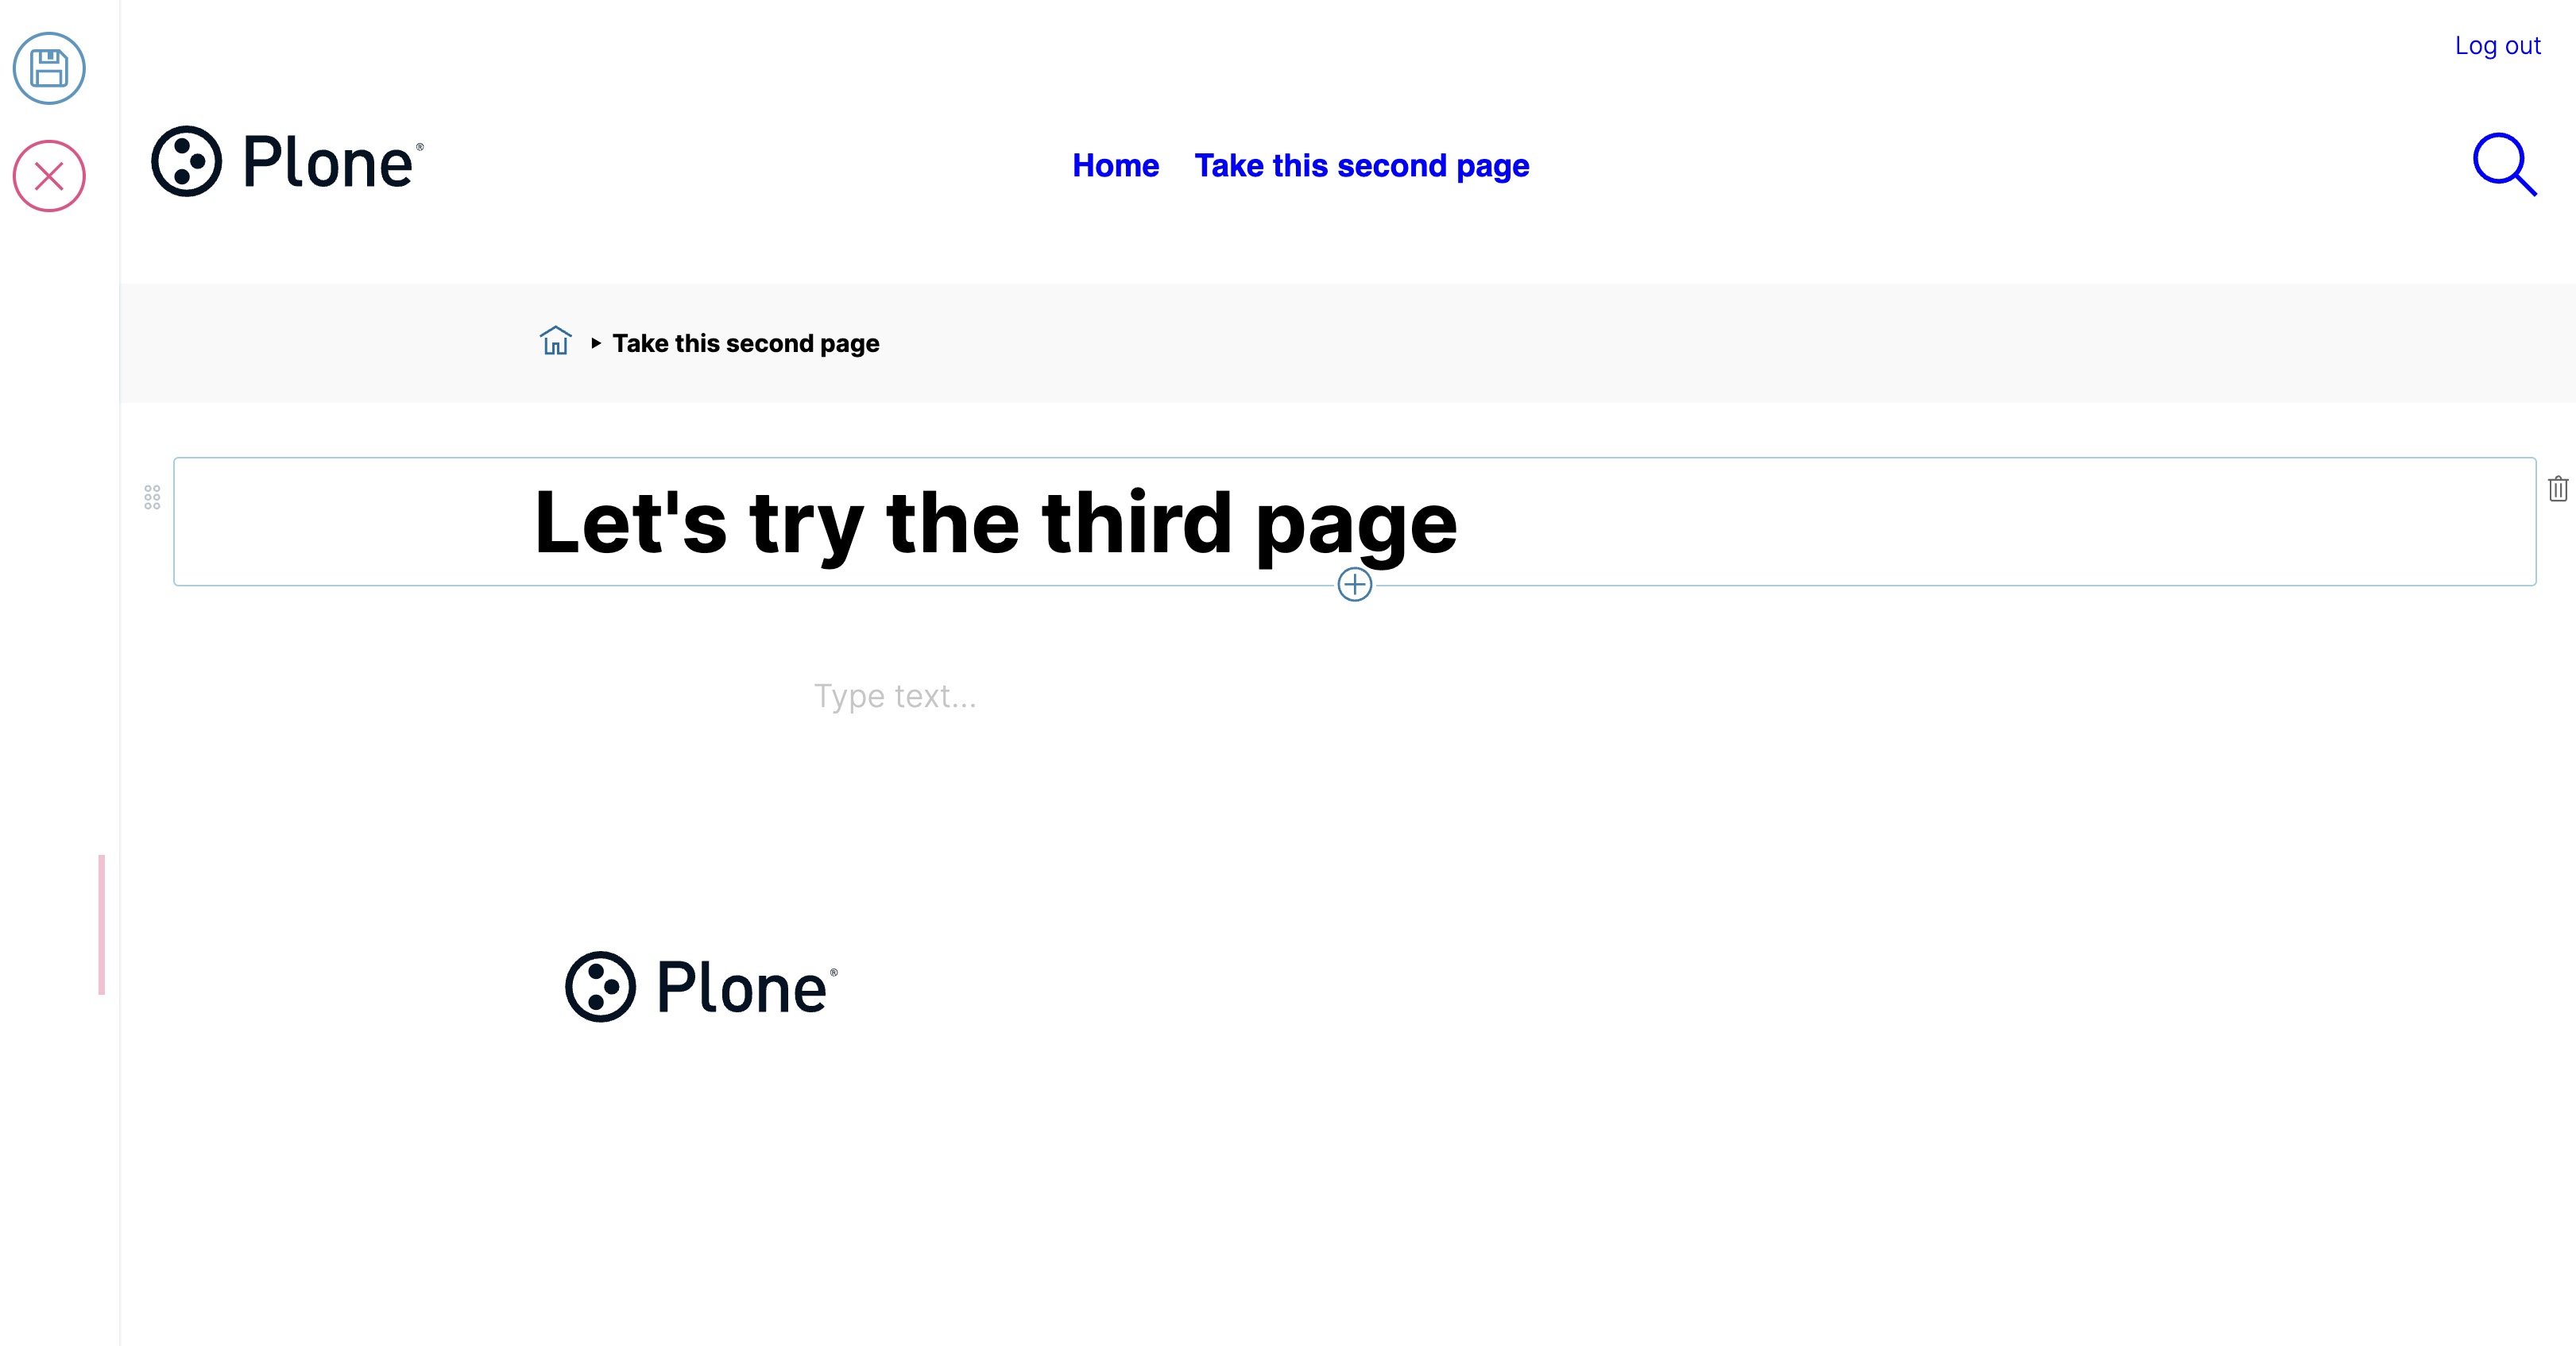 Log out
Plone®
Home Take this second page
Take this second page
Let's try the third page
Type text...
Plone®